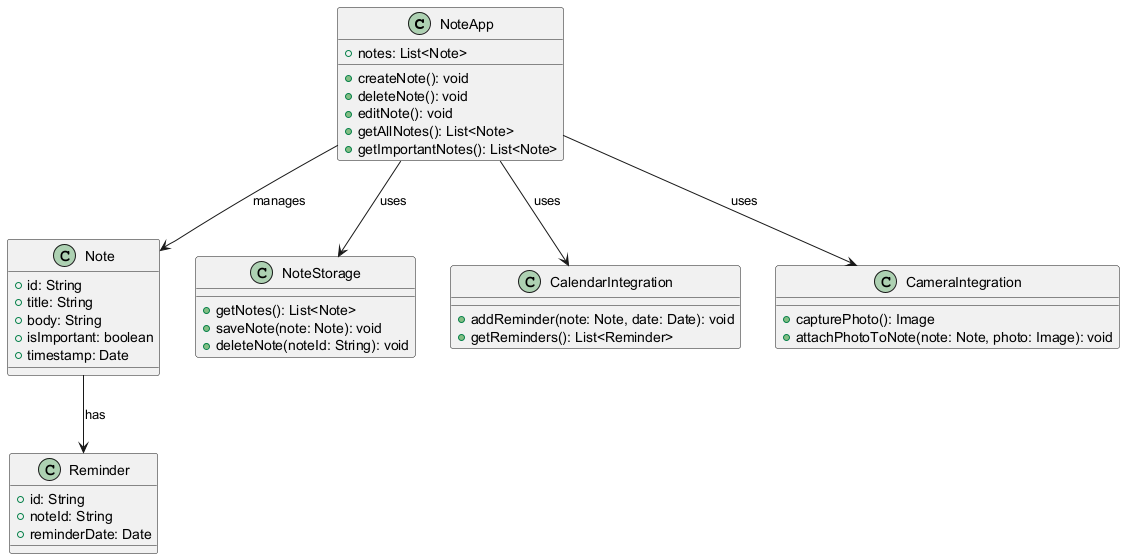 C NoteApp
notes: List<Note>
createNote(): void
deleteNote(): void
editNote(): void
getAllNotes(): List<Note>
getImportantNotes(): List<Note>
manages
uses
uses
uses
C Note
id: String
title: String
body: String
isImportant: boolean
timestamp: Date
C NoteStorage
getNotes(): List<Note>
saveNote(note: Note): void
deleteNote(noteId: String): void
C CalendarIntegration
addReminder(note: Note, date: Date): void
getReminders(): List<Reminder>
C CameraIntegration
capturePhoto(): Image
attachPhotoToNote(note: Note, photo: Image): void
has
C Reminder
id: String
noteId: String
reminderDate: Date